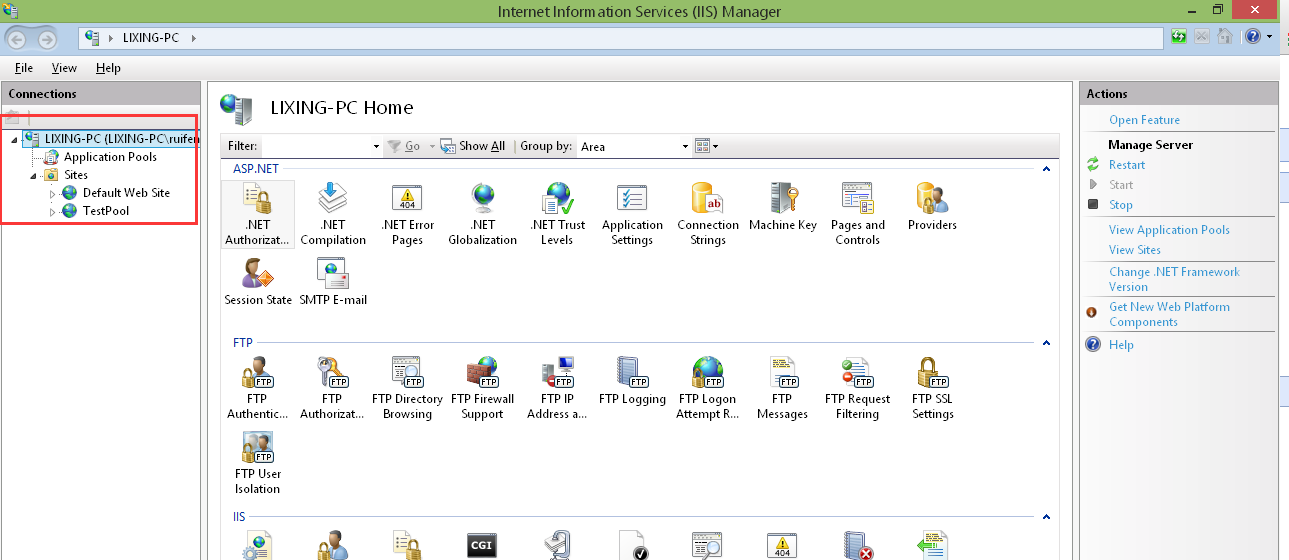 Internet Information Services (IIS) Manager
LIXING-PC
File View Help
Connections
LIXING-PC (LIXING-PC\ruifen
Application Pools
Sites
Default Web Site
TestPool
LIXING-PC Home
Filter: Go Show All Group by: Area
ASP.NET
.NET Authorizat...
.NET Compilation
.NET Error Pages
.NET Globalization
.NET Trust Levels
Application Settings
Connection Strings
Machine Key
Pages and Controls
Providers
Session State
SMTP E-mail
FTP
FTP Authentic...
FTP Authorizat...
FTP Directory Browsing
FTP Firewall Support
FTP IP Address a...
FTP Logging
FTP Logon Attempt R...
FTP Messages
FTP Request Filtering
FTP SSL Settings
FTP User Isolation
IIS
CGI
404
Actions
Open Feature
Manage Server
Restart
Start
Stop
View Application Pools
View Sites
Change .NET Framework
Version
Get New Web Platform
Components
Help